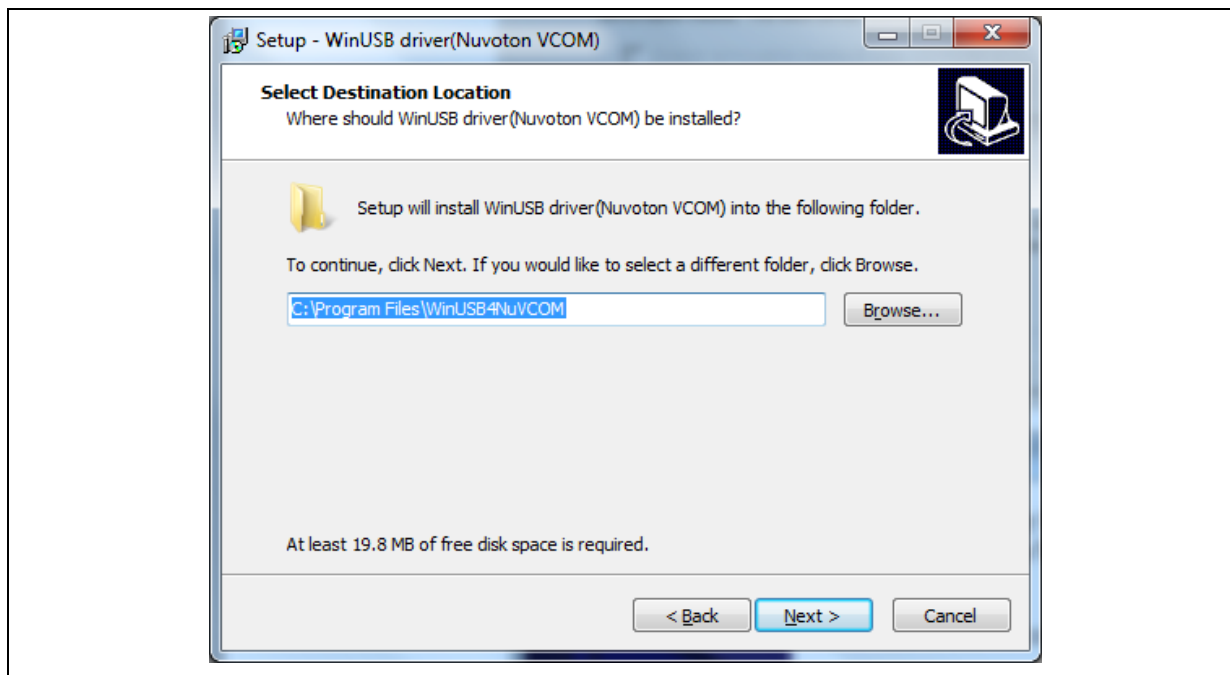 Setup - WinUSB driver(Nuvoton VCOM)
X
Select Destination Location
Where should WinUSB driver(Nuvoton VCOM) be installed?
Setup will install WinUSB driver(Nuvoton VCOM) into the following folder.
To continue, click Next. If you would like to select a different folder, click Browse.
C:\Program Files\WinUSB4NuVCOM
Browse...
At least 19.8 MB of free disk space is required.
< Back
Next >
Cancel